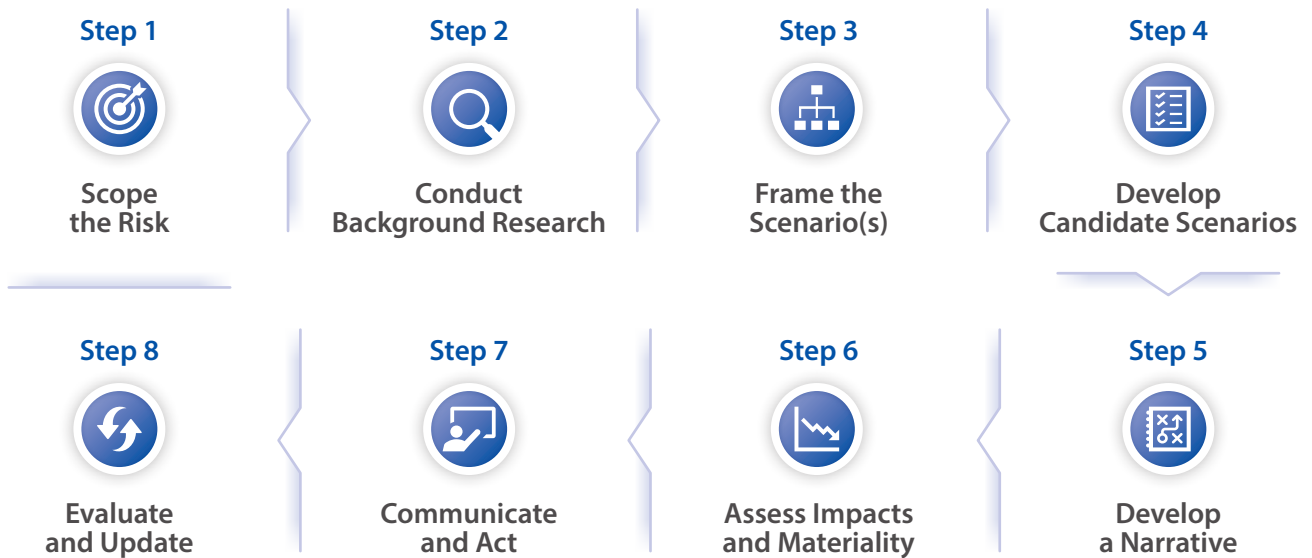 Step 1
Scope
the Risk
Step 2
Conduct
Background Research
Step 3
Frame the
Scenario(s)
Step 4
Develop
Candidate Scenarios
Step 5
Develop
a Narrative
Step 6
Assess Impacts
and Materiality
Step 7
Communicate
and Act
Step 8
Evaluate
and Update